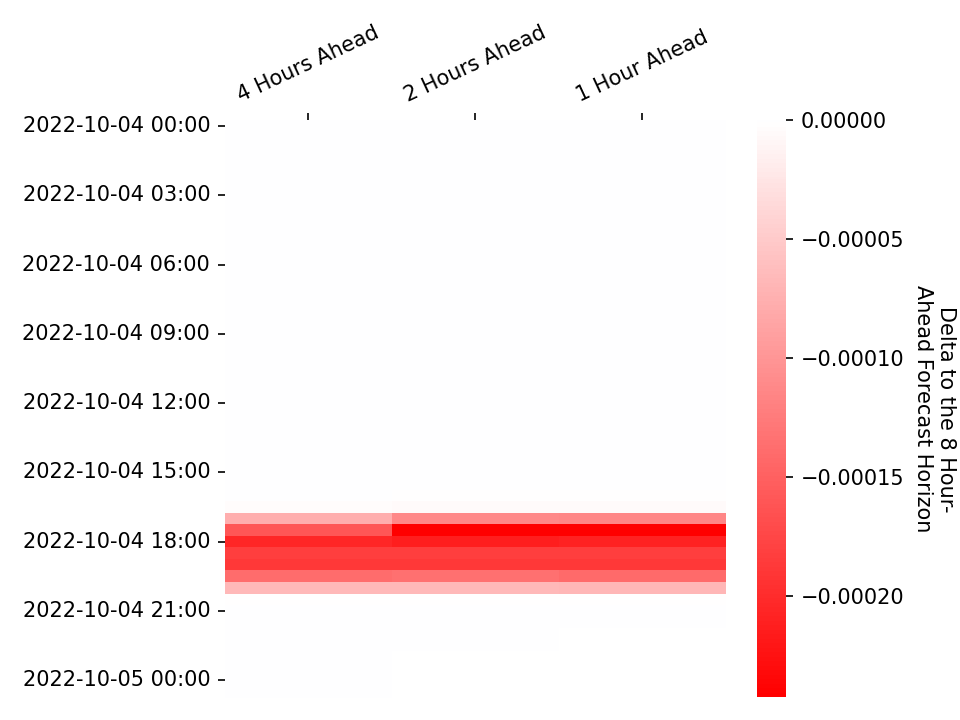 4 Hours Ahead
2 Hours Ahead
1 Hour Ahead
2022-10-04 00:00
2022-10-04 03:00
2022-10-04 06:00
2022-10-04 09:00
2022-10-04 12:00
2022-10-04 15:00
2022-10-04 18:00
2022-10-04 21:00
2022-10-05 00:00
0.00000
−0.00005
−0.00010
−0.00015
−0.00020
Delta to the 8 Hour-
Ahead Forecast Horizon